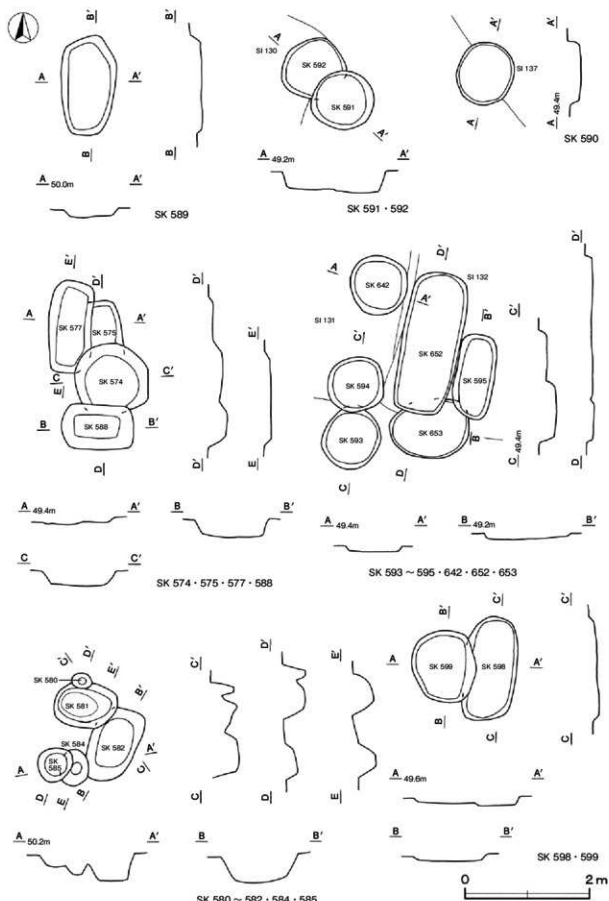 B′ B′
A A′
B B
A 50.0m A′
SK 589
A
SI 130
SK 592
SK 591
A′
A 49.2m A′
SK 591・592
A′
SI 137
A
A′
A 49.4m
SK 590
E′
D′
A SK 577 SK 575 A′
C
E
SK 574
C′
B SK 588 B′
D
D′
D′
E′
E
A 49.4m A′
B B′
C C′
SK 574・575・577・588
D′
A
SK 642
SI 132
A′
SI 131
C′
SK 652
B′
SK 594
SK 595
SK 593
SK 653
B
C
D
C′
C 49.4m
D′
D
A 49.4m A′
B 49.2m B′
SK 593～595・642・652・653
C′
D′
E′
SK 580
SK 581
B′
SK 584
SK 582
SK 585
A′
C
A
D
E
B
C′
C
D′
D
E′
E
A 50.2m A′
B B′
SK 580～582・584・585
B′
C′
A SK 599 SK 598 A′
B
C
C′
C
A 49.6m A′
B B′
SK 598・599
0 2m